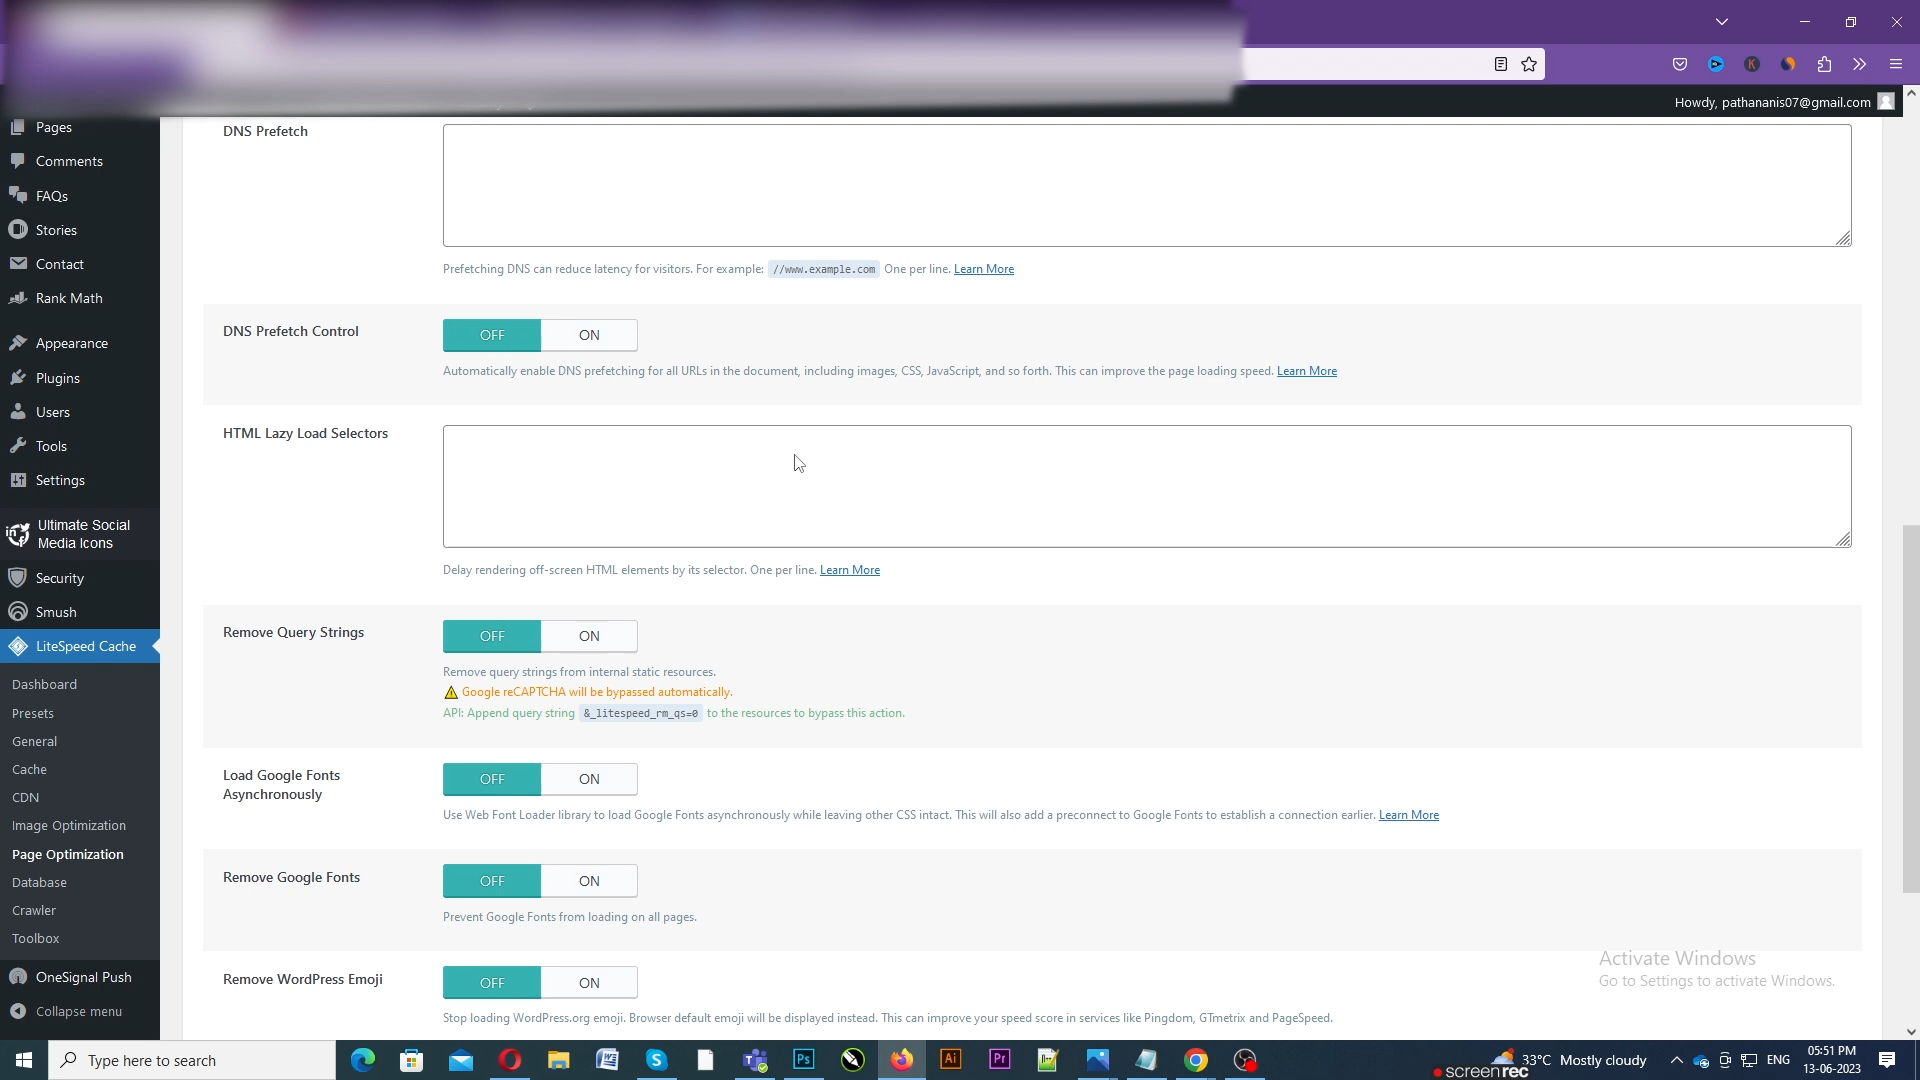 Howdy, pathananis07@gmail.com
Pages
Comments
FAQs
Stories
Contact
Rank Math
Appearance
Plugins
Users
Tools
Settings
Ultimate Social
Media Icons
Security
Smush
LiteSpeed Cache
Dashboard
Presets
General
Cache
CDN
Image Optimization
Page Optimization
Database
Crawler
Toolbox
OneSignal Push
Collapse menu
DNS Prefetch
Prefetching DNS can reduce latency for visitors. For example: //www.example.com One per line. Learn More
DNS Prefetch Control
OFF ON
Automatically enable DNS prefetching for all URLs in the document, including images, CSS, JavaScript, and so forth. This can improve the page loading speed. Learn More
HTML Lazy Load Selectors
Delay rendering off-screen HTML elements by its selector. One per line. Learn More
Remove Query Strings
OFF ON
Remove query strings from internal static resources.
Google reCAPTCHA will be bypassed automatically.
API: Append query string &_litespeed_rm_qs=0 to the resources to bypass this action.
Load Google Fonts
Asynchronously
OFF ON
Use Web Font Loader library to load Google Fonts asynchronously while leaving other CSS intact. This will also add a preconnect to Google Fonts to establish a connection earlier. Learn More
Remove Google Fonts
OFF ON
Prevent Google Fonts from loading on all pages.
Remove WordPress Emoji
OFF ON
Stop loading WordPress.org emoji. Browser default emoji will be displayed instead. This can improve your speed score in services like Pingdom, GTmetrix and PageSpeed.
Activate Windows
Go to Settings to activate Windows.
Type here to search
Ps
Ai
Pr
33°C Mostly cloudy
ENG
05:51 PM
13-06-2023
screenrec